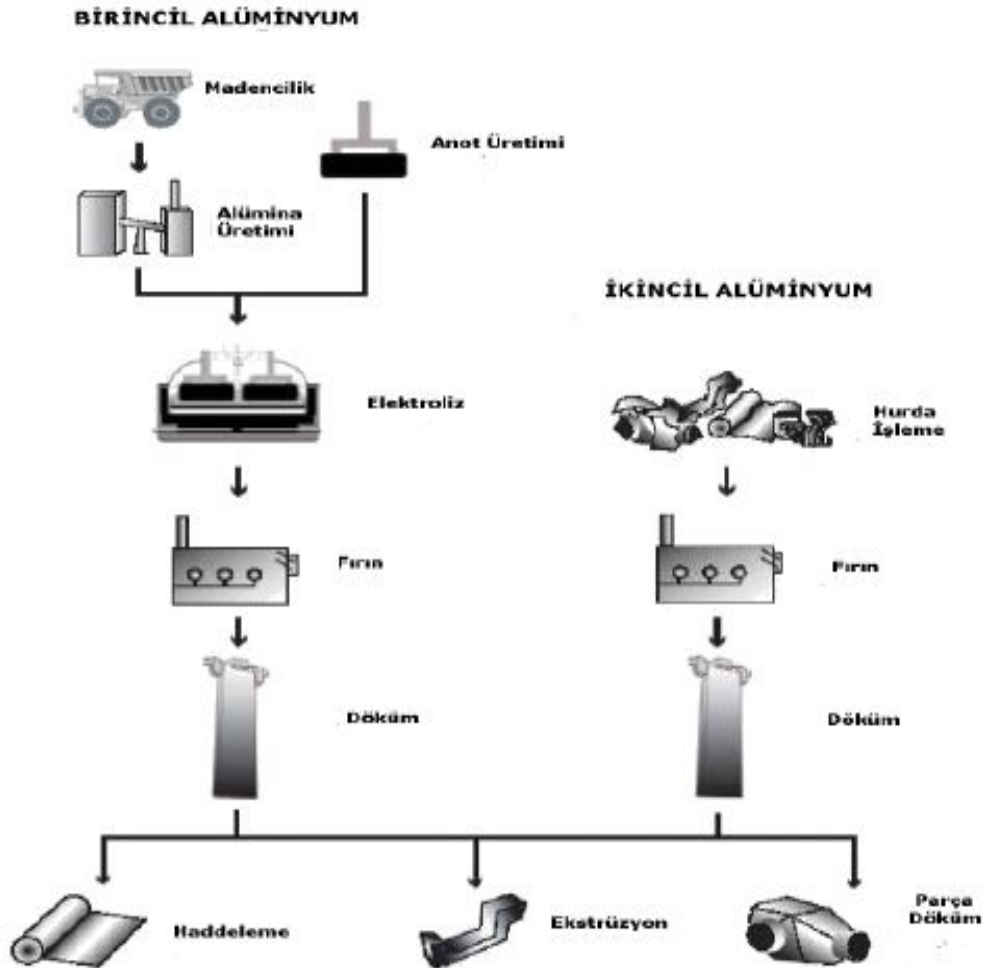 BİRİNCİL ALÜMİNYUM
Madencilik
Anot Üretimi
Alümina
Üretimi
İKİNCİL ALÜMİNYUM
Elektroliz
Hurda
İşleme
Fırın
Fırın
Döküm
Döküm
Haddeleme
Ekstrüzyon
Parça
Döküm